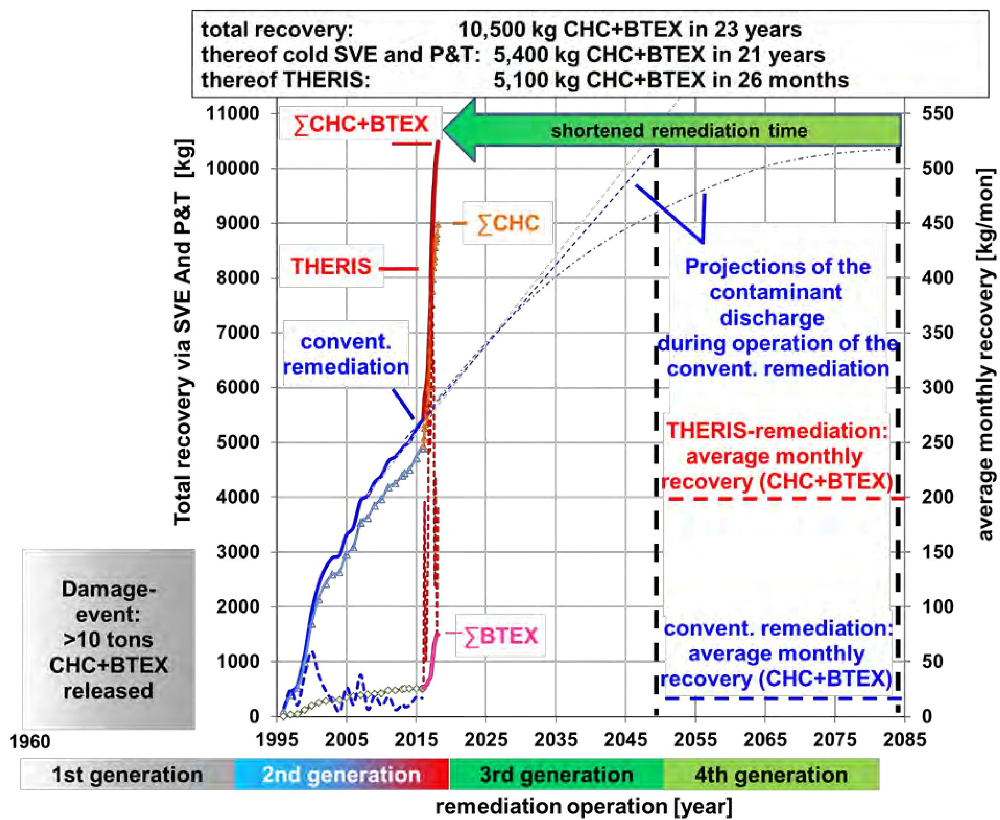 total recovery: 10,500 kg CHC+BTEX in 23 years
thereof cold SVE and P&T: 5,400 kg CHC+BTEX in 21 years
thereof THERIS: 5,100 kg CHC+BTEX in 26 months
Total recovery via SVE And P&T [kg]
11000
10000
9000
8000
7000
6000
5000
4000
3000
2000
1000
0
∑CHC+BTEX
shortened remediation time
∑CHC
THERIS
convent.
remediation
∑BTEX
Projections of the
contaminant
discharge
during operation of the
convent. remediation
THERIS-remediation:
average monthly
recovery (CHC+BTEX)
convent. remediation:
average monthly
recovery (CHC+BTEX)
550
500
450
400
350
300
250
200
150
100
50
0
average monthly recovery [kg/mon]
Damage-
event:
>10 tons
CHC+BTEX
released
1960 1995 2005 2015 2025 2035 2045 2055 2065 2075 2085
1st generation 2nd generation 3rd generation 4th generation
remediation operation [year]